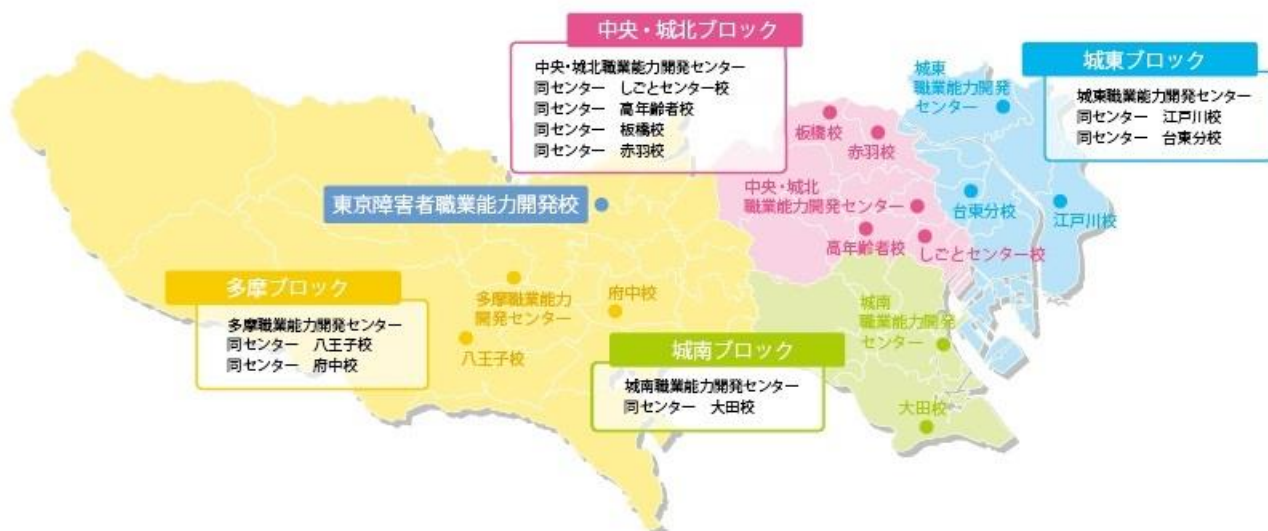 中央・城北ブロック
中央・城北職業能力開発センター
同センター　しごとセンター校
同センター　高年齢者校
同センター　板橋校
同センター　赤羽校
城東ブロック
城東職業能力開発センター
同センター　江戸川校
同センター　台東分校
城東
職業能力開発
センター
板橋校
赤羽校
中央・城北
職業能力開発センター
台東分校
江戸川校
高年齢者校
しごとセンター校
東京障害者職業能力開発校
多摩ブロック
多摩職業能力開発センター
同センター　八王子校
同センター　府中校
多摩職業能力
開発センター
府中校
八王子校
城南ブロック
城南職業能力開発センター
同センター　大田校
城南
職業能力開発
センター
大田校